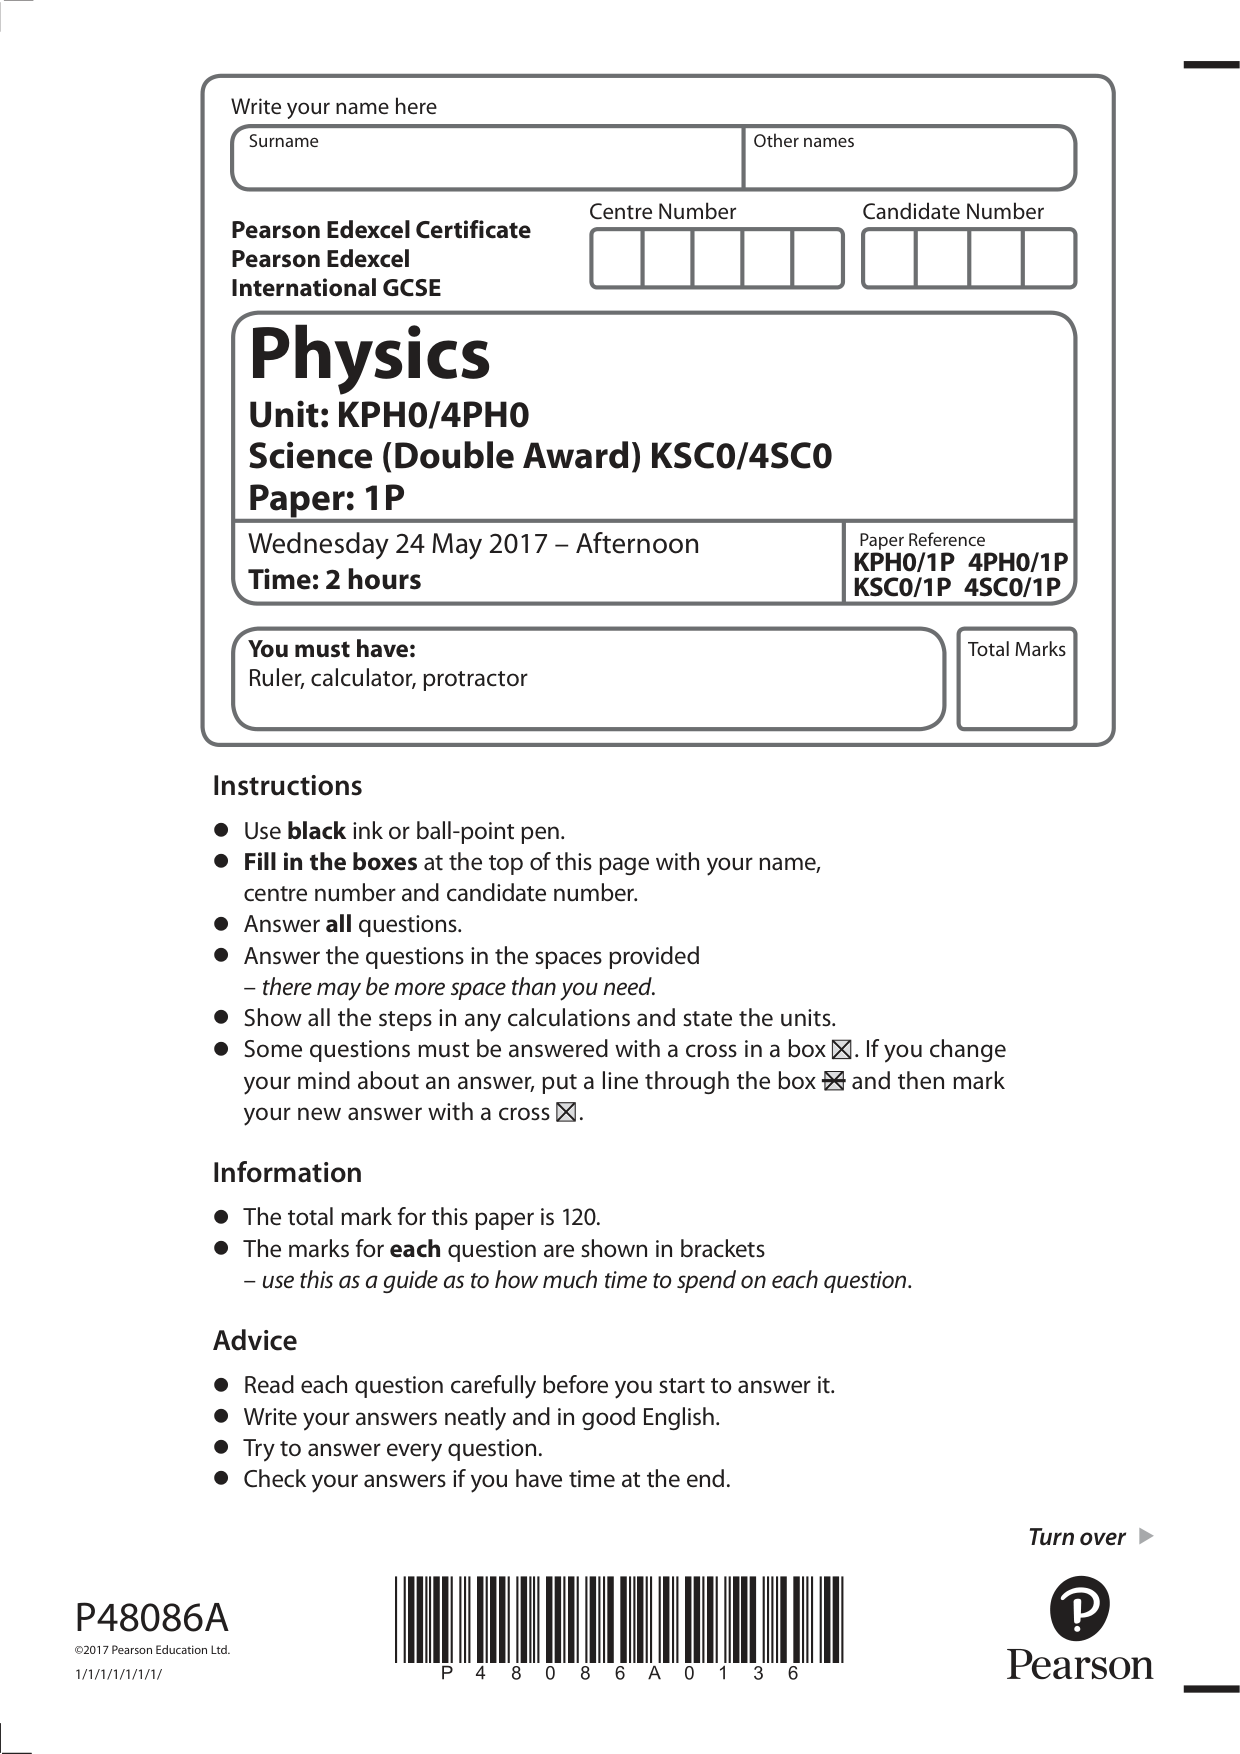 Write your name here
Surname
Other names
Pearson Edexcel Certificate
Pearson Edexcel
International GCSE
Centre Number
Candidate Number
Physics
Unit: KPH0/4PH0
Science (Double Award) KSC0/4SC0
Paper: 1P
Wednesday 24 May 2017 – Afternoon
Time: 2 hours
Paper Reference
KPH0/1P 4PH0/1P
KSC0/1P 4SC0/1P
You must have:
Ruler, calculator, protractor
Total Marks
Instructions
● Use black ink or ball-point pen.
● Fill in the boxes at the top of this page with your name,
centre number and candidate number.
● Answer all questions.
● Answer the questions in the spaces provided
– there may be more space than you need.
● Show all the steps in any calculations and state the units.
● Some questions must be answered with a cross in a box ☒. If you change
your mind about an answer, put a line through the box ☒ and then mark
your new answer with a cross ☒.
Information
● The total mark for this paper is 120.
● The marks for each question are shown in brackets
– use this as a guide as to how much time to spend on each question.
Advice
● Read each question carefully before you start to answer it.
● Write your answers neatly and in good English.
● Try to answer every question.
● Check your answers if you have time at the end.
Turn over
P48086A
©2017 Pearson Education Ltd.
1/1/1/1/1/1/1/
P48086A0136
Pearson